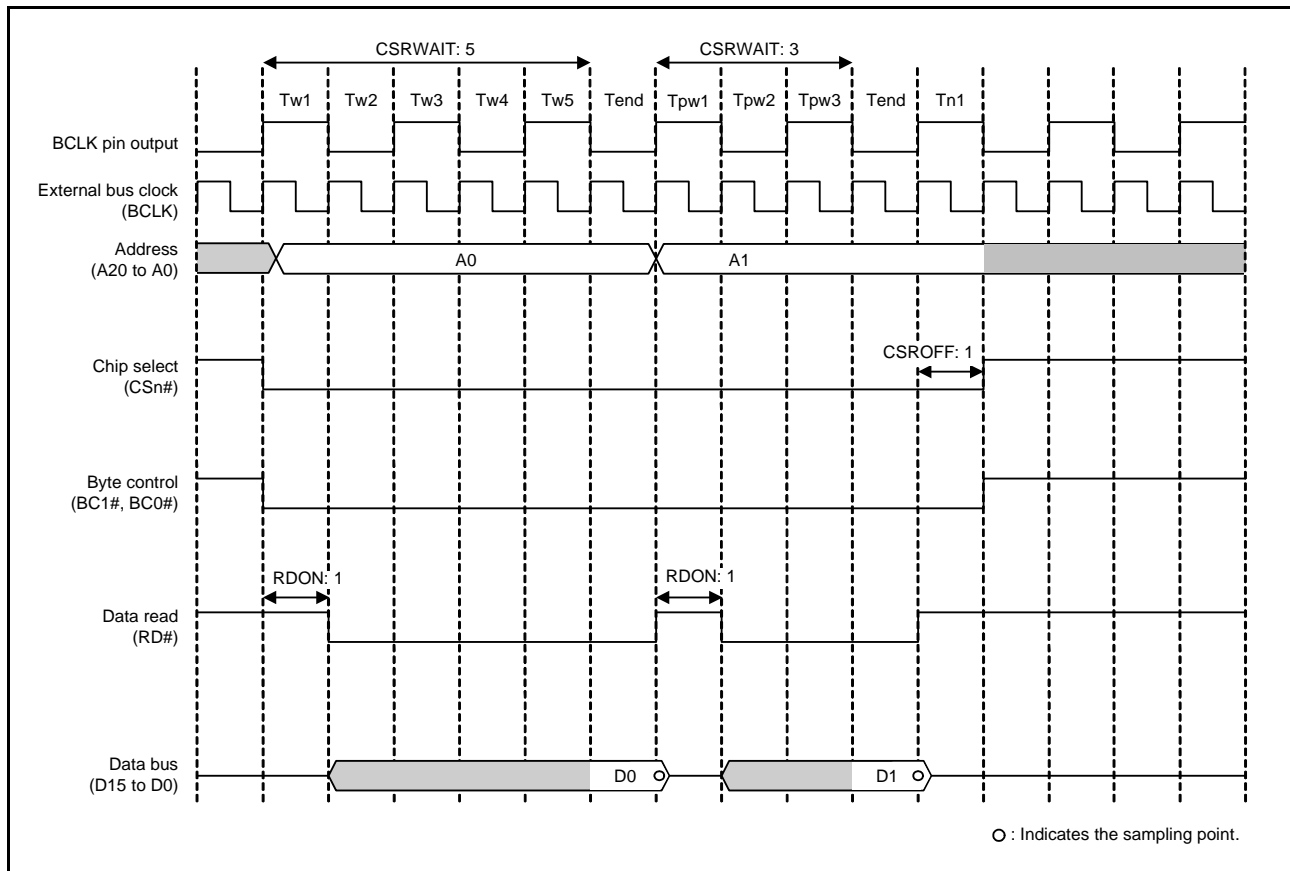 CSRWAIT: 5 CSRWAIT: 3
Tw1 Tw2 Tw3 Tw4 Tw5 Tend Tpw1 Tpw2 Tpw3 Tend Tn1
BCLK pin output
External bus clock
(BCLK)
Address
(A20 to A0)
A0 A1
CSROFF: 1
Chip select
(CSn#)
Byte control
(BC1#, BC0#)
RDON: 1 RDON: 1
Data read
(RD#)
Data bus
(D15 to D0)
D0 D1
: Indicates the sampling point.